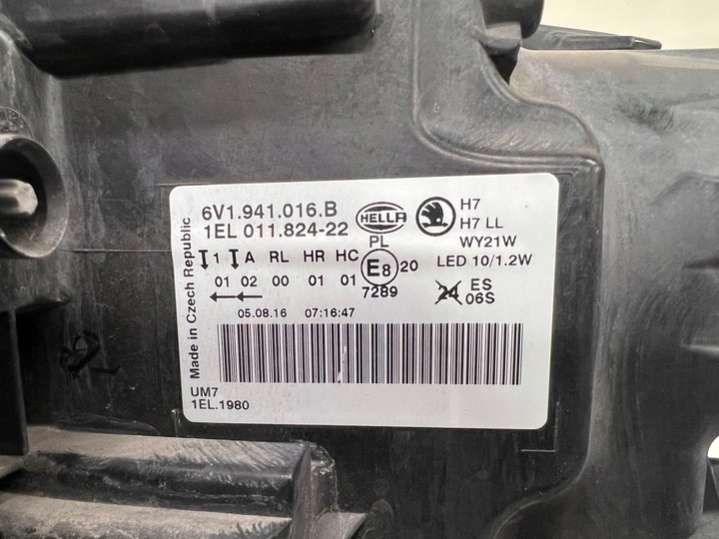 6V1.941.016.B
1EL 011.824-22
HELLA
PL
H7
H7 LL
WY21W
LED 10/1.2W
1 A RL HR HC
01 02 00 01 01
E8 20
7289
24 ES
06S
05.08.16 07:16:47
Made in Czech Republic
UM7
1EL.1980